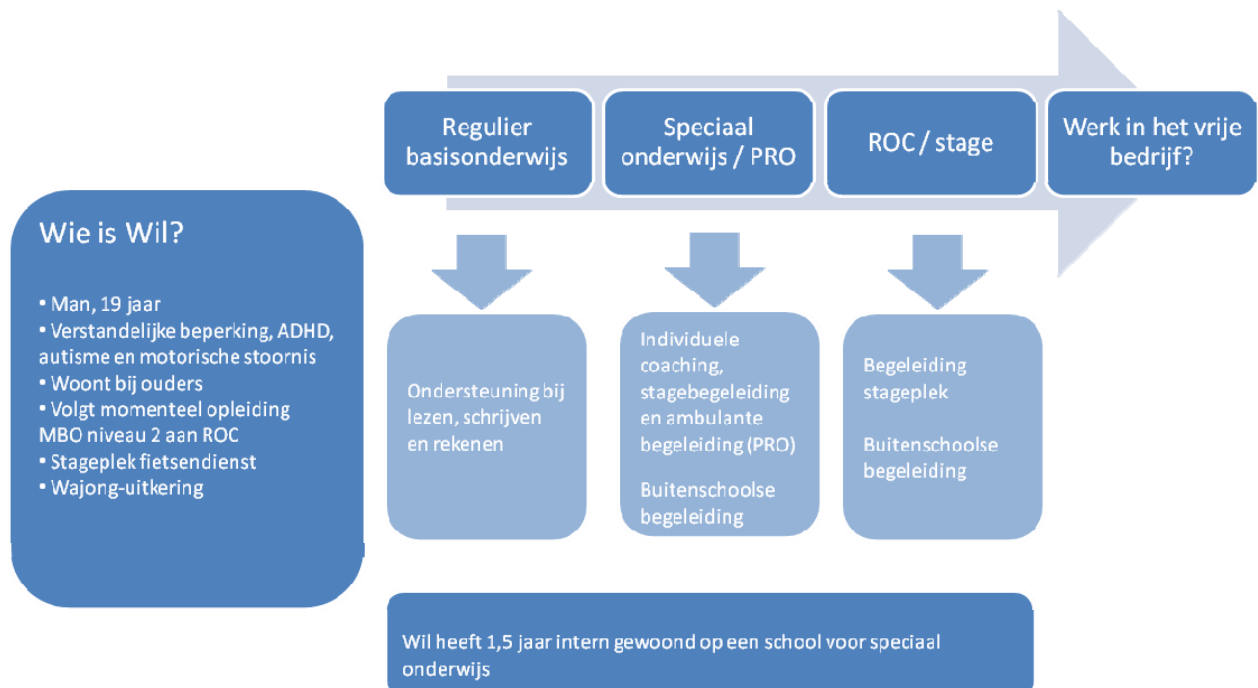 Regulier
basisonderwijs
Speciaal
onderwijs / PRO
ROC / stage
Werk in het vrije
bedrijf?
Wie is Wil?
• Man, 19 jaar
• Verstandelijke beperking, ADHD,
autisme en motorische stoornis
• Woont bij ouders
• Volgt momenteel opleiding
MBO niveau 2 aan ROC
• Stageplek fietsendienst
• Wajong-uitkering
Ondersteuning bij
lezen, schrijven
en rekenen
Individuele
coaching,
stagebegeleiding
en ambulante
begeleiding (PRO)
Buitenschoolse
begeleiding
Begeleiding
stageplek
Buitenschoolse
begeleiding
Wil heeft 1,5 jaar intern gewoond op een school voor speciaal
onderwijs